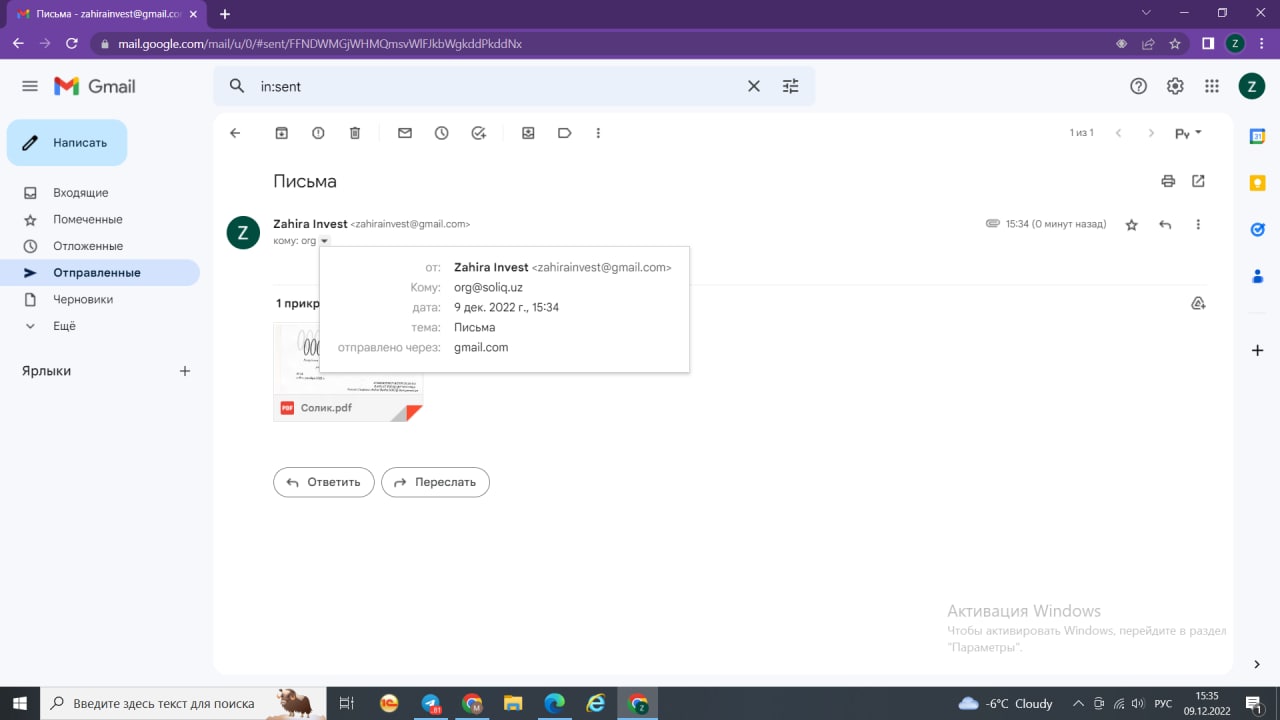 Письма - zahirainvest@gmail.co
mail.google.com/mail/u/0/#sent/FFNDWMGjWHMQmsvWlFJkbWgkddPkddNx
Z
Gmail
in:sent
Z
Написать
1 из 1
Ру
31
Письма
Входящие
Помеченные
Отложенные
Отправленные
Черновики
Ещё
Ярлыки
Z
Zahira Invest <zahirainvest@gmail.com>
15:34 (0 минут назад)
кому: org
от: Zahira Invest <zahirainvest@gmail.com>
Кому: org@soliq.uz
дата: 9 дек. 2022 г., 15:34
тема: Письма
отправлено через: gmail.com
1 прикр
PDF Солик.pdf
Ответить
Переслать
Активация Windows
Чтобы активировать Windows, перейдите в раздел
"Параметры".
Введите здесь текст для поиска
81
-6°C Cloudy
РУС
15:35
09.12.2022
1